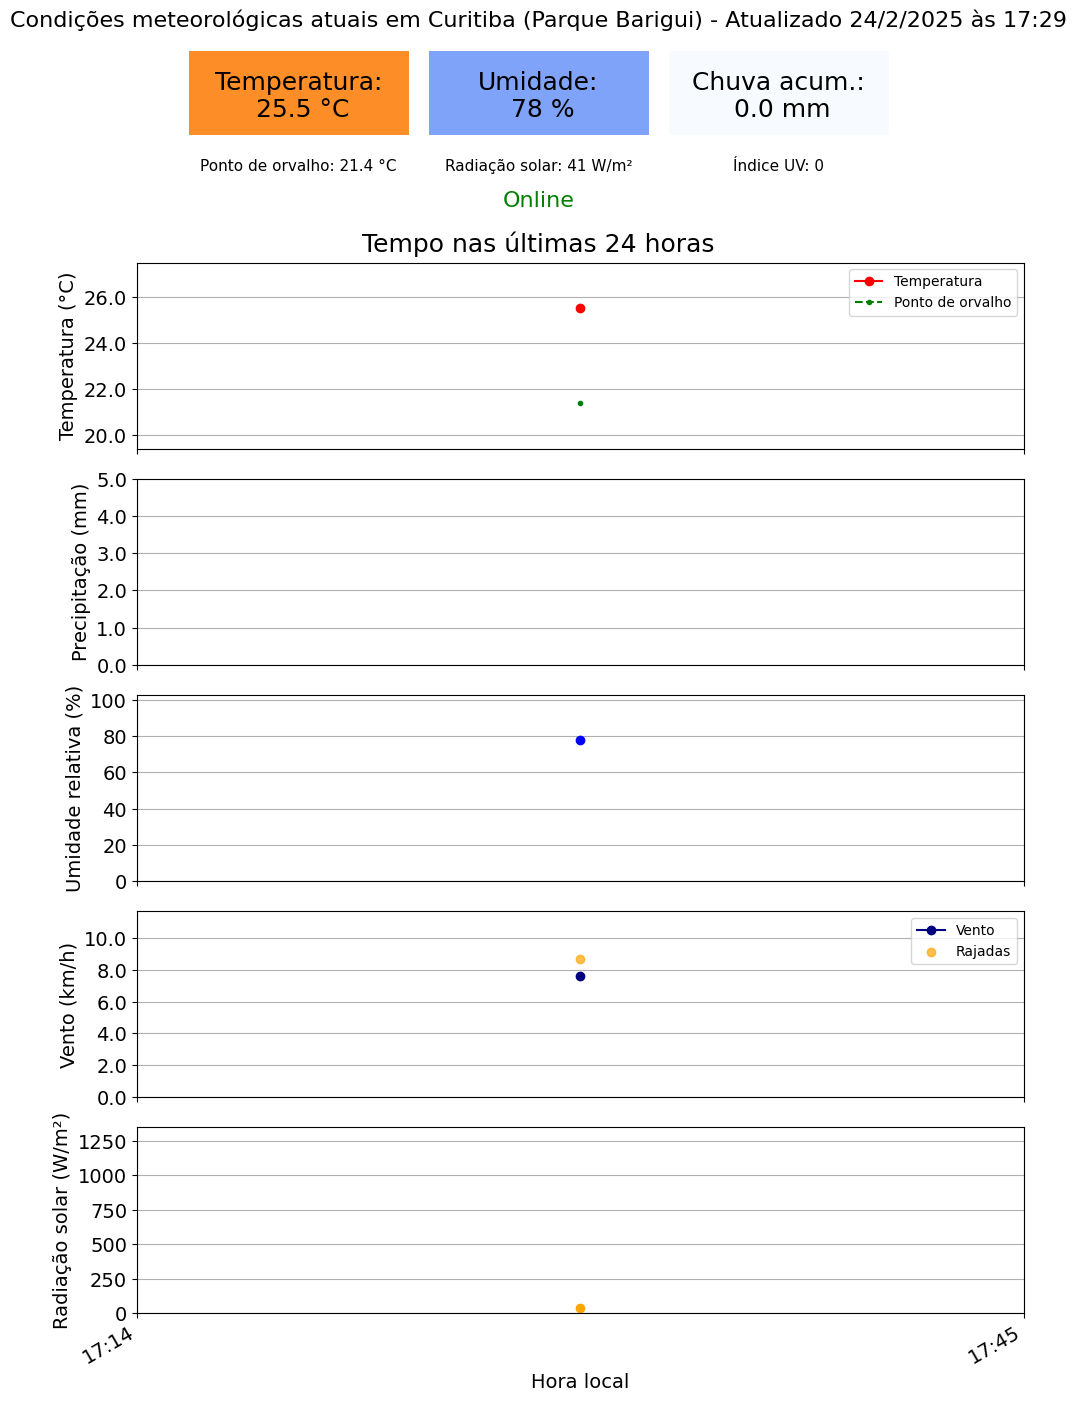 Condições meteorológicas atuais em Curitiba (Parque Barigui) - Atualizado 24/2/2025 às 17:29
Temperatura:
25.5 °C
Umidade:
78 %
Chuva acum.:
0.0 mm
Ponto de orvalho: 21.4 °C
Radiação solar: 41 W/m²
Índice UV: 0
Online
Tempo nas últimas 24 horas
Temperatura (°C)
26.0
24.0
22.0
20.0
Temperatura
Ponto de orvalho
Precipitação (mm)
5.0
4.0
3.0
2.0
1.0
0.0
Umidade relativa (%)
100
80
60
40
20
0
Vento (km/h)
10.0
8.0
6.0
4.0
2.0
0.0
Vento
Rajadas
Radiação solar (W/m²)
1250
1000
750
500
250
0
17:14
17:45
Hora local